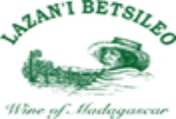 LAZAN'I BETSILEO
Wine of Madagascar